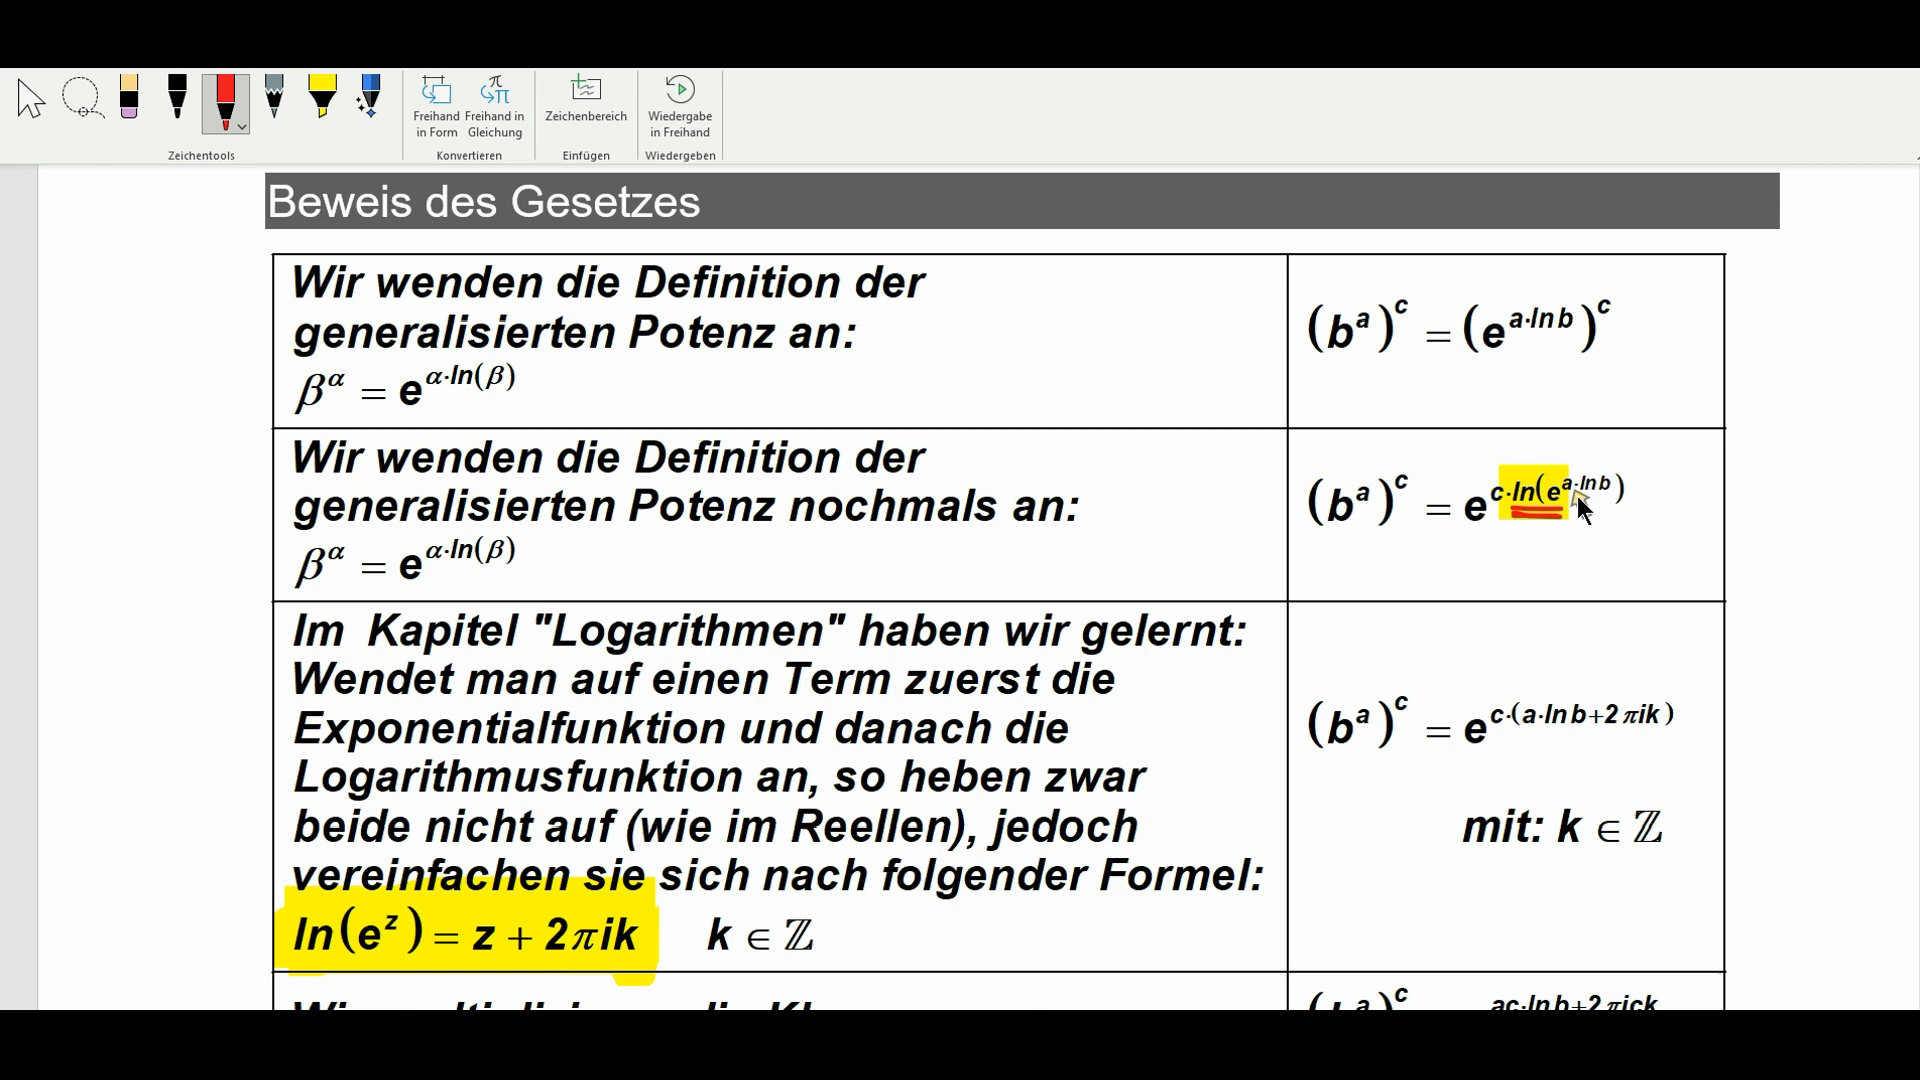 Freihand in Form
Freihand in Gleichung
Zeichenbereich
Wiedergabe in Freihand
Zeichentools
Konvertieren
Einfügen
Wiedergeben
Beweis des Gesetzes
Wir wenden die Definition der
generalisierten Potenz an:
β^α = e^(α·ln(β))
(b^a)^c = (e^(a·ln b))^c
Wir wenden die Definition der
generalisierten Potenz nochmals an:
β^α = e^(α·ln(β))
(b^a)^c = e^(c·ln(e^(a·ln b)))
Im Kapitel "Logarithmen" haben wir gelernt:
Wendet man auf einen Term zuerst die
Exponentialfunktion und danach die
Logarithmusfunktion an, so heben zwar
beide nicht auf (wie im Reellen), jedoch
vereinfachen sie sich nach folgender Formel:
ln(e^z) = z + 2πik k ∈ ℤ
(b^a)^c = e^(c·(a·ln b+2πik))
mit: k ∈ ℤ
ac·ln b+2πick